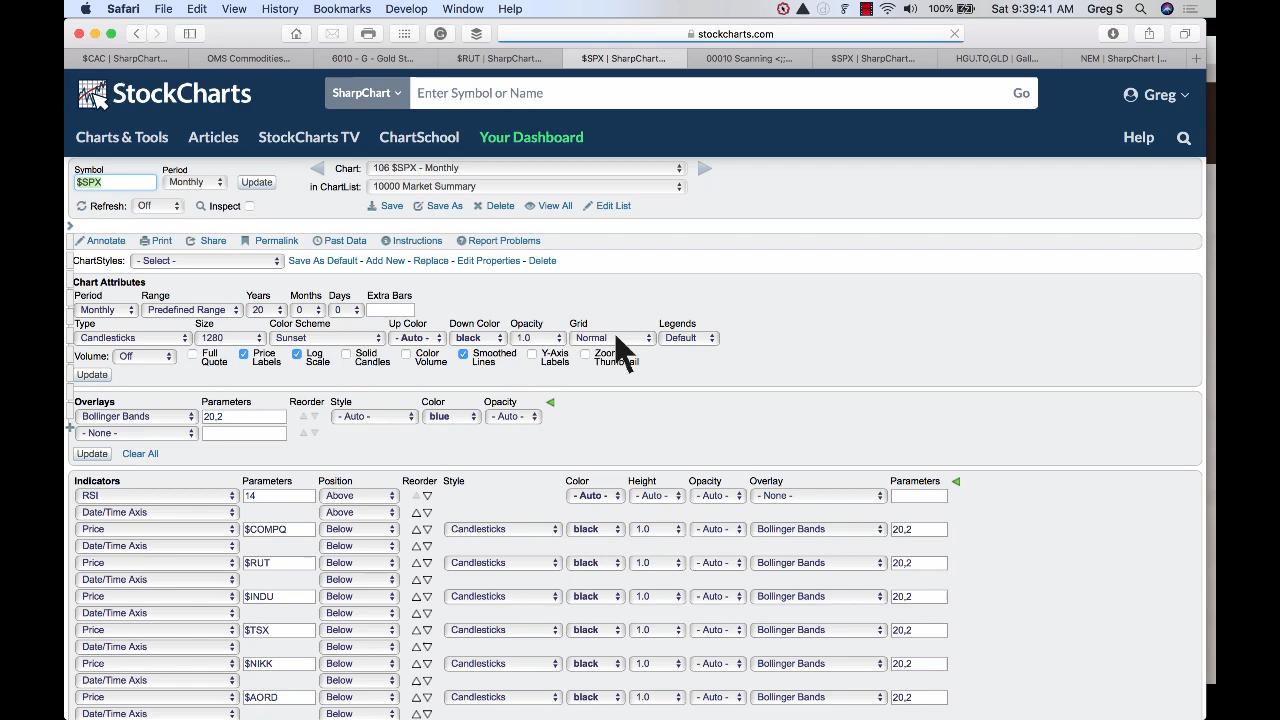 Safari File Edit View History Bookmarks Develop Window Help 100% Sat 9:39:41 AM Greg S
stockcharts.com
$CAC | SharpChart... OMS Commodities... 6010 - G - Gold St... $RUT | SharpChart... $SPX | SharpChart... 00010 Scanning <;;... $SPX | SharpChart... HGU.TO,GLD | Gall... NEM | SharpChart |...
StockCharts SharpChart Enter Symbol or Name Go Greg
Charts & Tools Articles StockCharts TV ChartSchool Your Dashboard Help
Symbol Period Chart: 106 $SPX - Monthly
$SPX Monthly Update in ChartList: 10000 Market Summary
Refresh: Off Inspect Save Save As Delete View All Edit List
Annotate Print Share Permalink Past Data Instructions Report Problems
ChartStyles: - Select - Save As Default - Add New - Replace - Edit Properties - Delete
Chart Attributes
Period Range Years Months Days Extra Bars
Monthly Predefined Range 20 0 0
Type Size Color Scheme Up Color Down Color Opacity Grid Legends
Candlesticks 1280 Sunset - Auto - black 1.0 Normal Default
Volume: Off Full Quote Price Labels Log Scale Solid Candles Color Volume Smoothed Lines Y-Axis Labels
Update
Overlays Parameters Reorder Style Color Opacity
Bollinger Bands 20,2 - Auto - blue - Auto -
- None -
Update Clear All
Indicators Parameters Position Reorder Style Color Height Opacity Overlay Parameters
RSI 14 Above - Auto - - Auto - - Auto - - None -
Date/Time Axis Above
Price $COMPQ Below Candlesticks black 1.0 - Auto - Bollinger Bands 20,2
Date/Time Axis Below
Price $RUT Below Candlesticks black 1.0 - Auto - Bollinger Bands 20,2
Date/Time Axis Below
Price $INDU Below Candlesticks black 1.0 - Auto - Bollinger Bands 20,2
Date/Time Axis Below
Price $TSX Below Candlesticks black 1.0 - Auto - Bollinger Bands 20,2
Date/Time Axis Below
Price $NIKK Below Candlesticks black 1.0 - Auto - Bollinger Bands 20,2
Date/Time Axis Below
Price $AORD Below Candlesticks black 1.0 - Auto - Bollinger Bands 20,2
Date/Time Axis Below